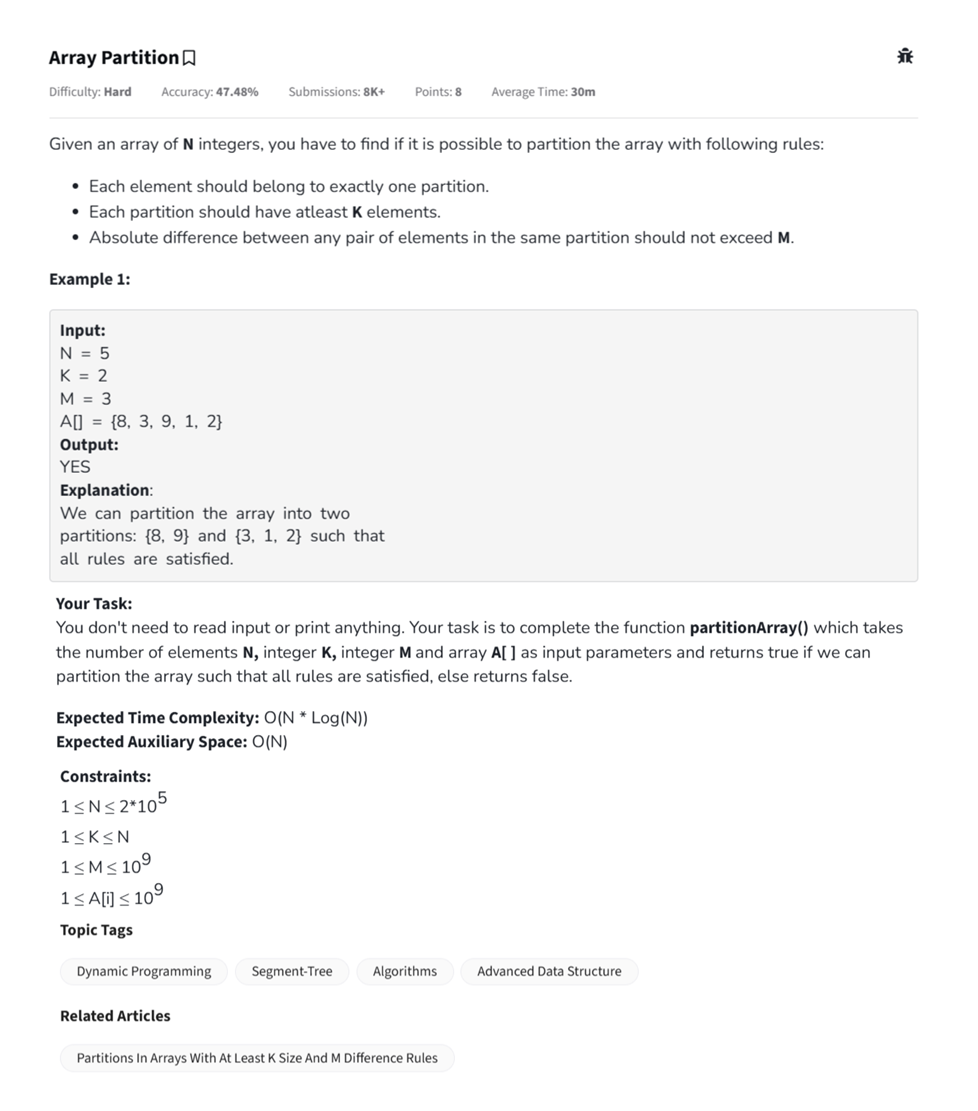 Array Partition
Difficulty: Hard Accuracy: 47.48% Submissions: 8K+ Points: 8 Average Time: 30m
Given an array of N integers, you have to find if it is possible to partition the array with following rules:
• Each element should belong to exactly one partition.
• Each partition should have atleast K elements.
• Absolute difference between any pair of elements in the same partition should not exceed M.
Example 1:
Input:
N = 5
K = 2
M = 3
A[] = {8, 3, 9, 1, 2}
Output:
YES
Explanation:
We can partition the array into two
partitions: {8, 9} and {3, 1, 2} such that
all rules are satisfied.
Your Task:
You don't need to read input or print anything. Your task is to complete the function partitionArray() which takes
the number of elements N, integer K, integer M and array A[ ] as input parameters and returns true if we can
partition the array such that all rules are satisfied, else returns false.
Expected Time Complexity: O(N * Log(N))
Expected Auxiliary Space: O(N)
Constraints:
1 ≤ N ≤ 2*10^5
1 ≤ K ≤ N
1 ≤ M ≤ 10^9
1 ≤ A[i] ≤ 10^9
Topic Tags
Dynamic Programming Segment-Tree Algorithms Advanced Data Structure
Related Articles
Partitions In Arrays With At Least K Size And M Difference Rules